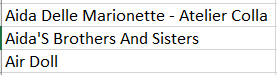 Aida Delle Marionette - Atelier Colla
Aida'S Brothers And Sisters
Air Doll